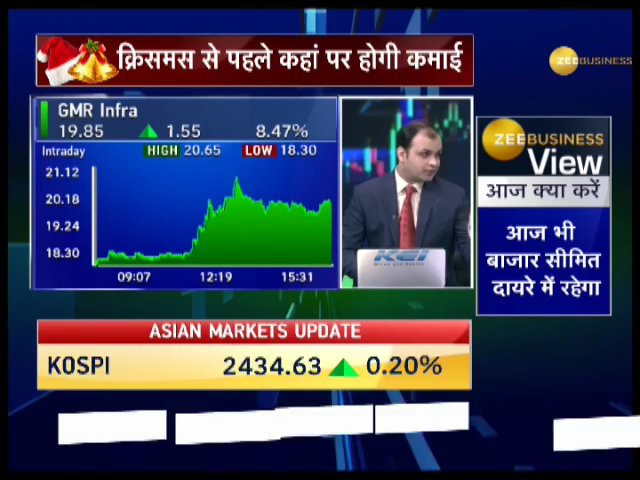 क्रिसमस से पहले कहां पर होगी कमाई
ZEEBUSINESS
GMR Infra
19.85 1.55 8.47%
Intraday HIGH 20.65 LOW 18.30
21.12
20.18
19.24
18.30
09:07 12:19 15:31
KEI
ZEEBUSINESS
View
आज क्या करें
आज भी
बाजार सीमित
दायरे में रहेगा
ASIAN MARKETS UPDATE
KOSPI 2434.63 0.20%